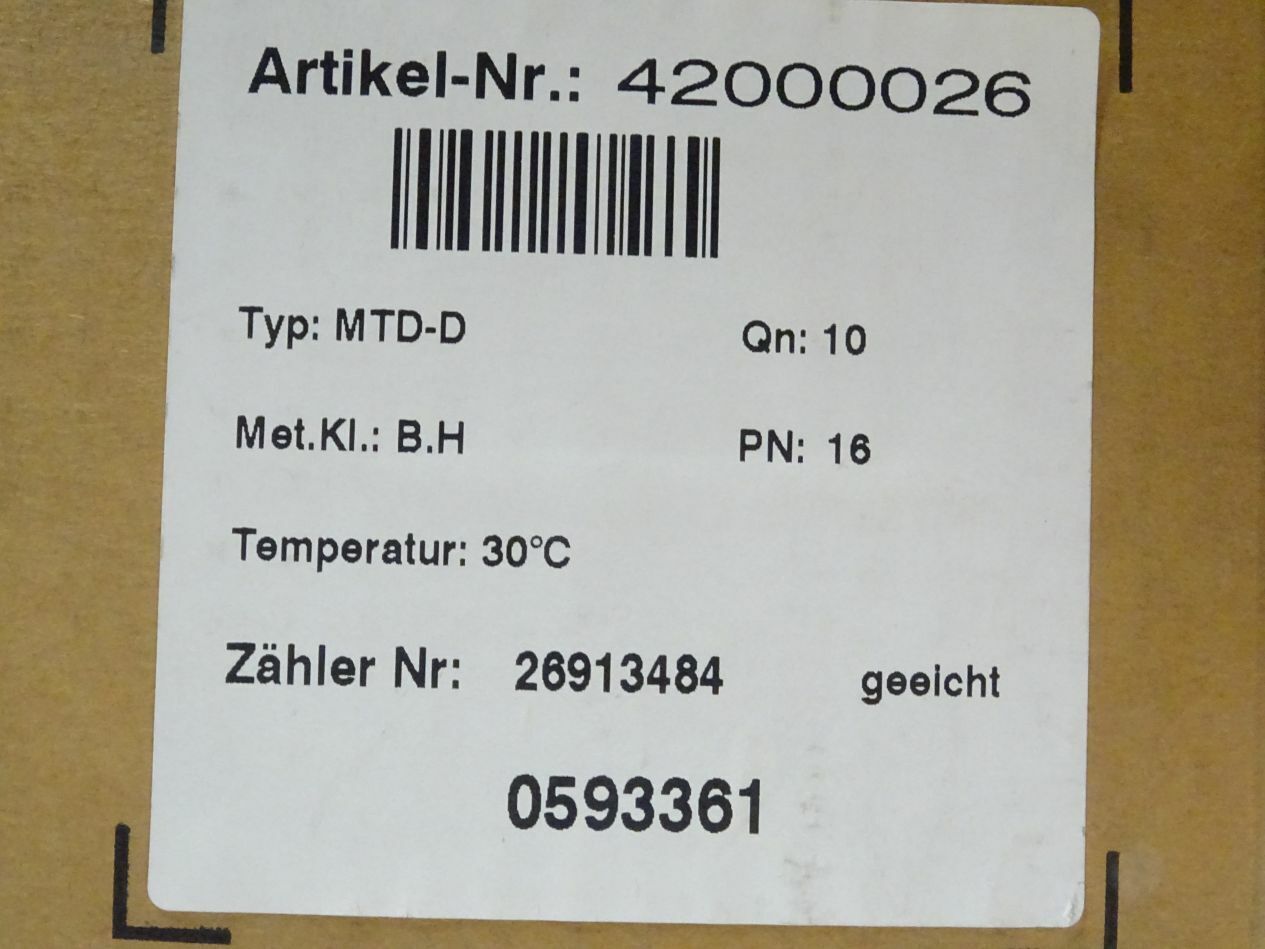 Artikel-Nr.: 42000026
Typ: MTD-D Qn: 10
Met.Kl.: B.H PN: 16
Temperatur: 30°C
Zähler Nr: 26913484 geeicht
0593361